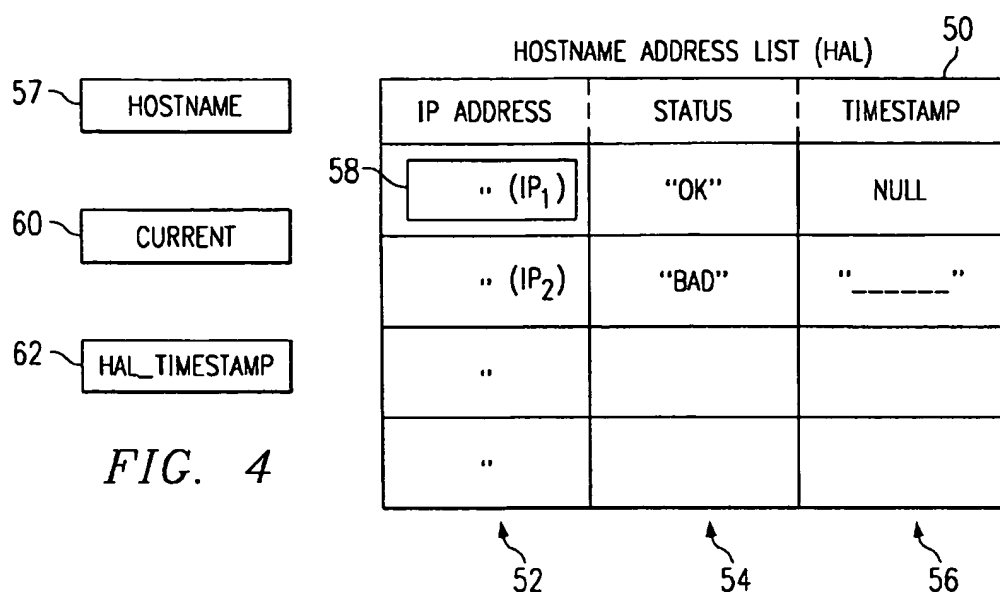 HOSTNAME ADDRESS LIST (HAL)
50
57
HOSTNAME
IP ADDRESS
STATUS
TIMESTAMP
58
" (IP₁)
"OK"
NULL
60
CURRENT
" (IP₂)
"BAD"
"______"
62
HAL_TIMESTAMP
"
"
FIG. 4
52
54
56